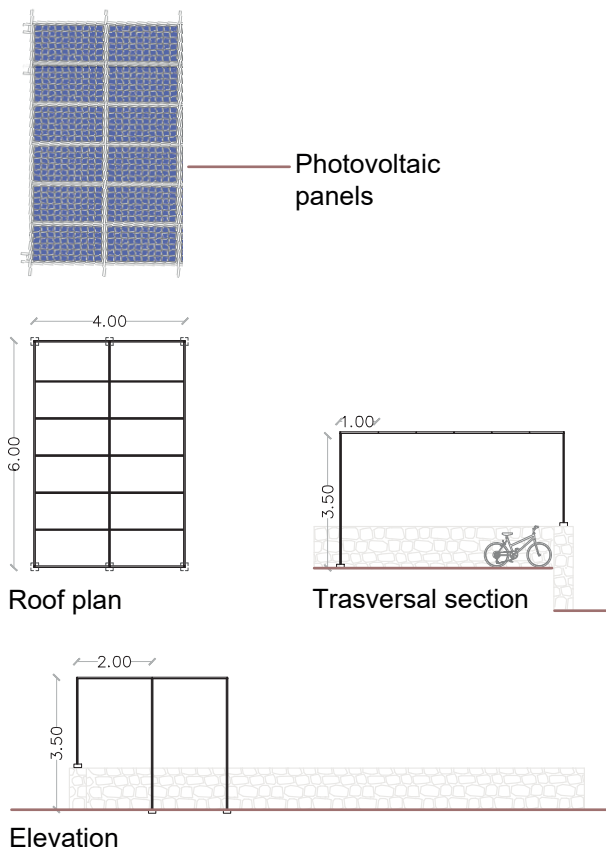 Photovoltaic
panels
4.00
6.00
Roof plan
1.00
3.50
Trasversal section
2.00
3.50
Elevation